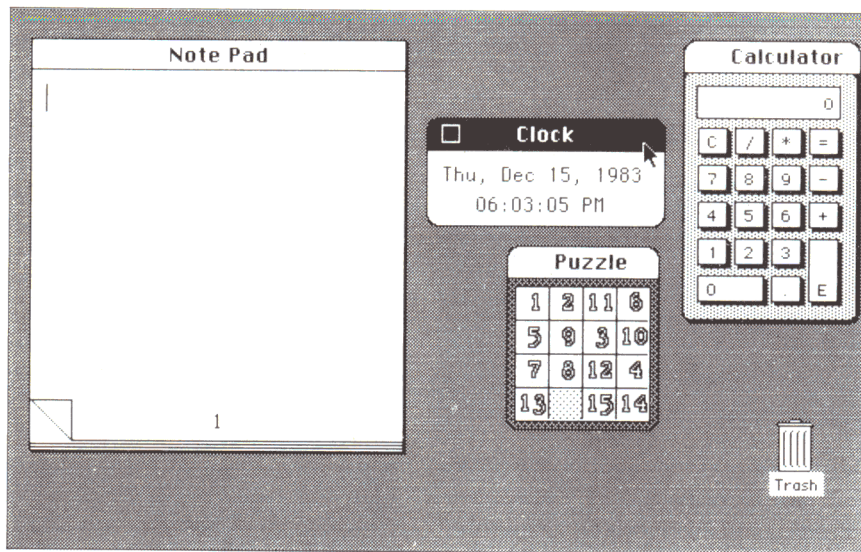 Note Pad
1
Clock
Thu, Dec 15, 1983
06:03:05 PM
Puzzle
1 2 11 6
5 9 3 10
7 8 12 4
13 15 14
Calculator
0
C / * =
7 8 9 -
4 5 6 +
1 2 3
0 . E
Trash